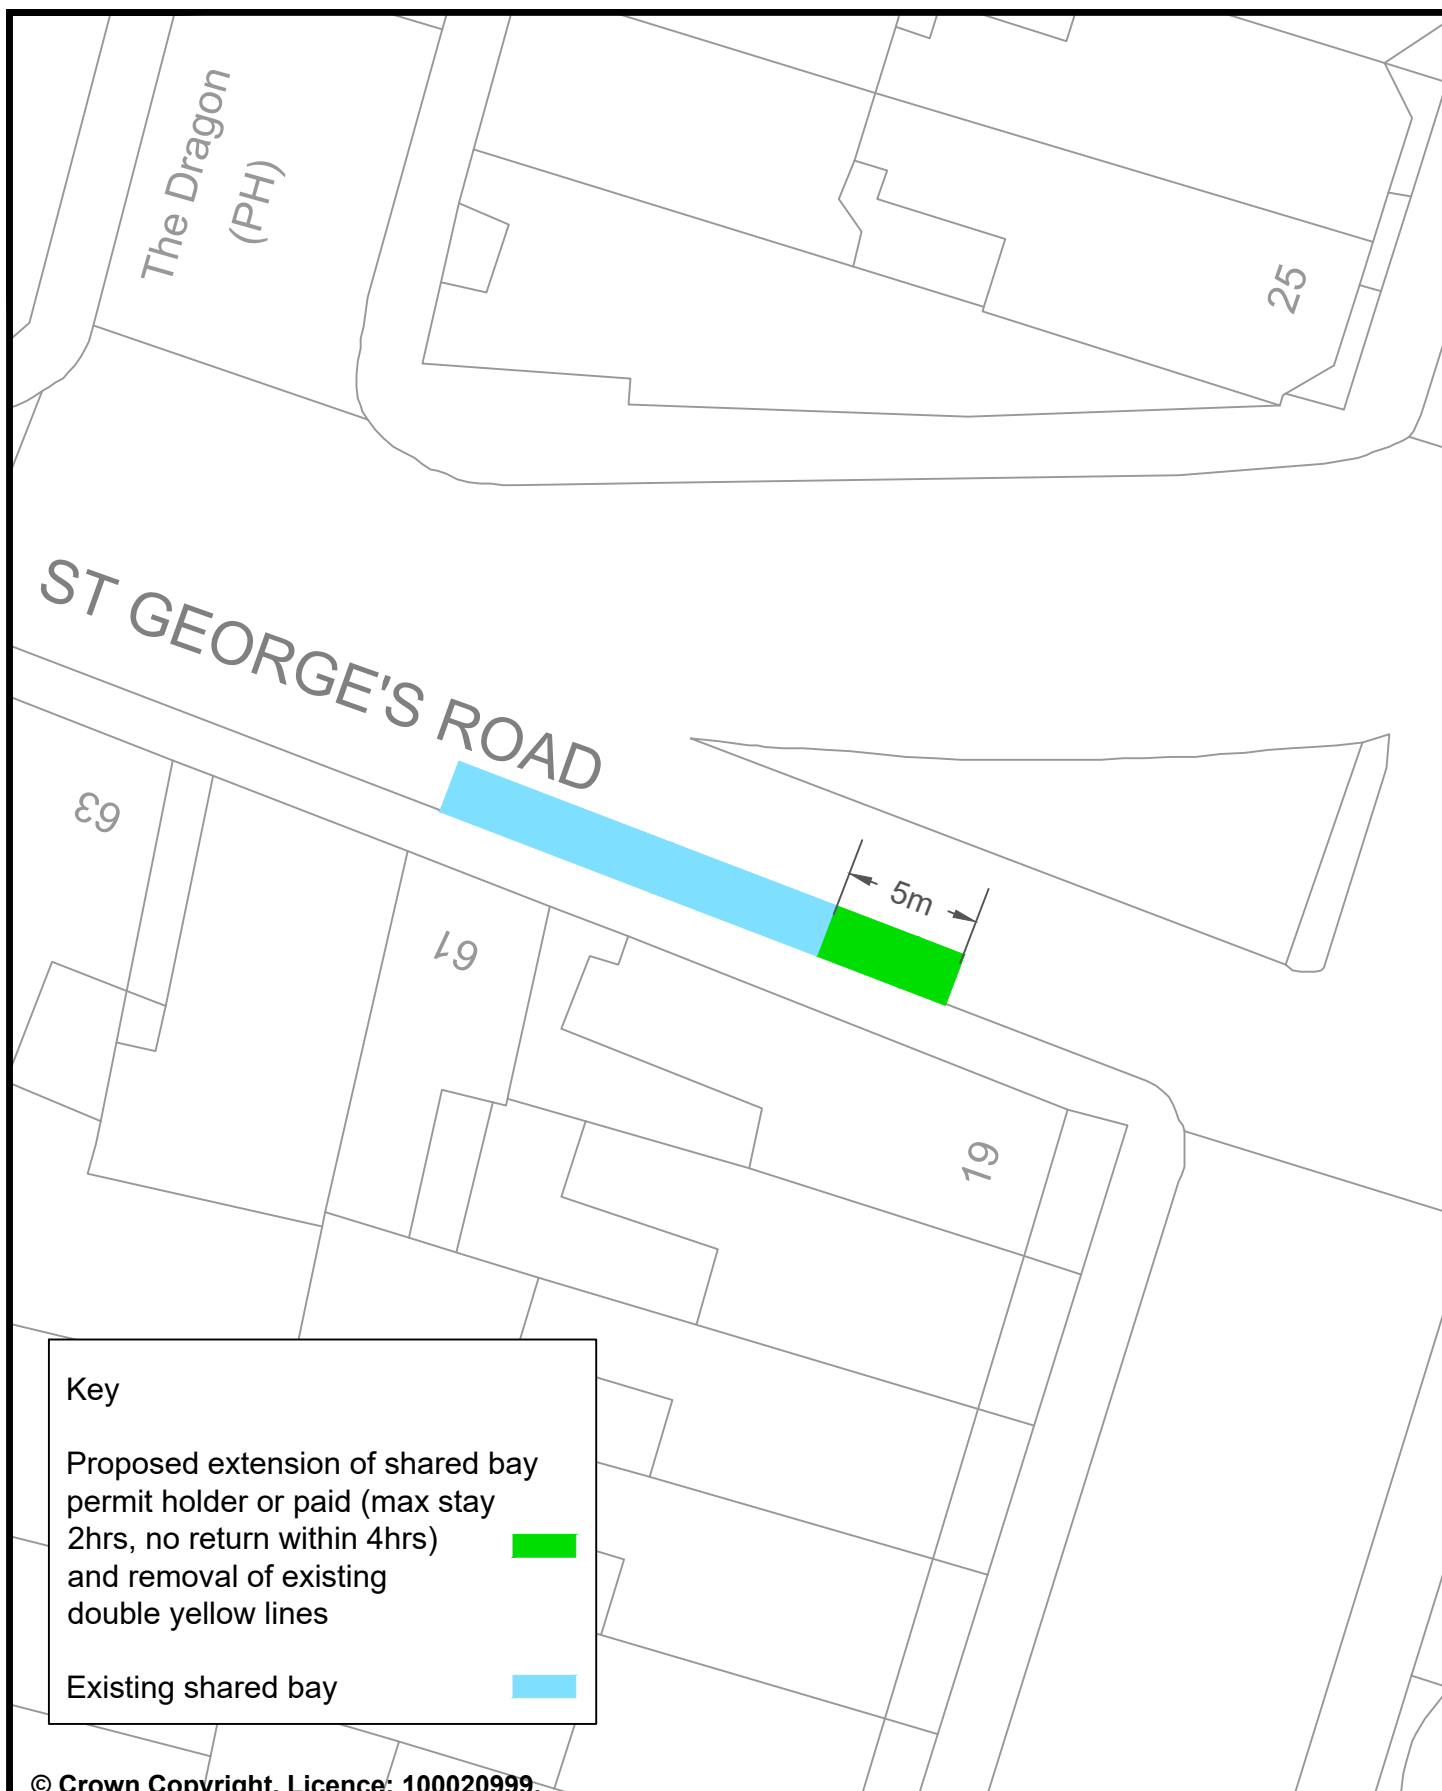 The Dragon
(PH)
25
ST GEORGE'S ROAD
63
5m
61
19
Key
Proposed extension of shared bay
permit holder or paid (max stay
2hrs, no return within 4hrs)
and removal of existing
double yellow lines
Existing shared bay
© Crown Copyright. Licence: 100020999.